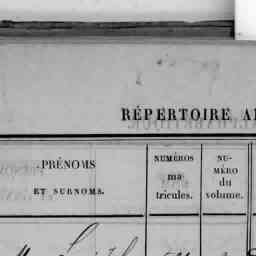 RÉPERTOIRE
PRÉNOMS
ET SURNOMS.
NUMÉROS
ma
tricules.
NU-
MÉRO
du
volume.